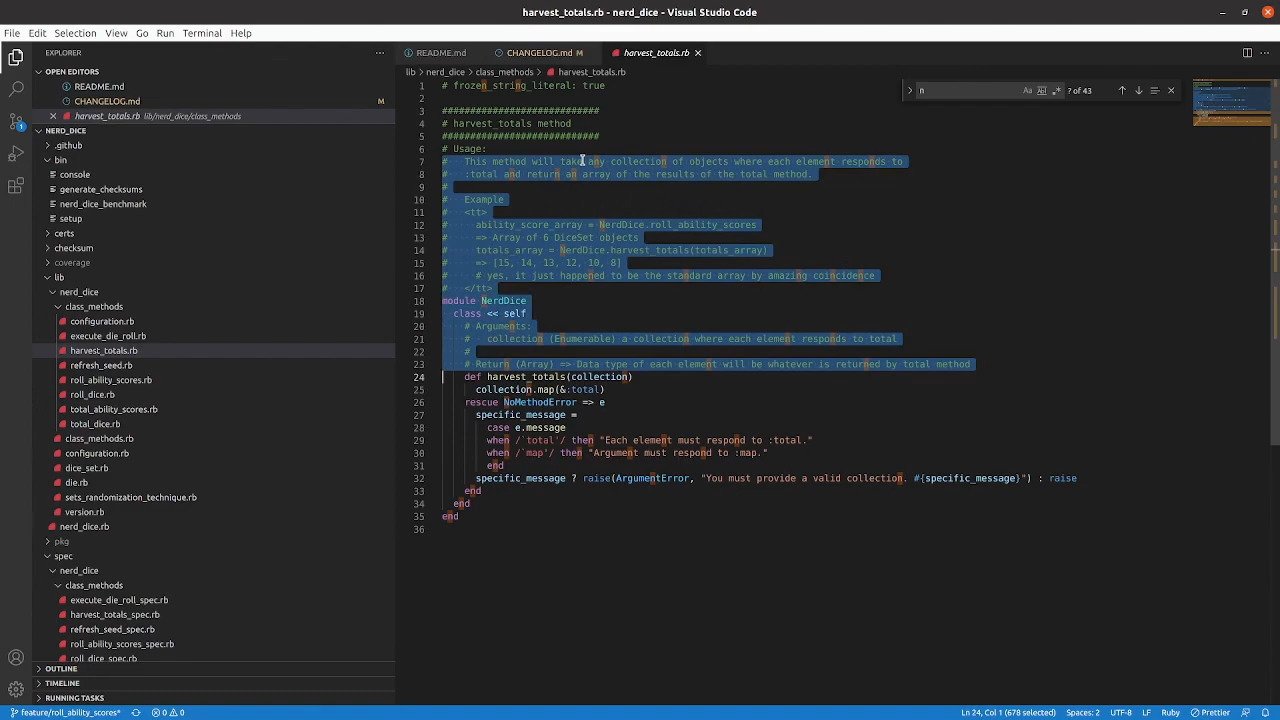 harvest_totals.rb - nerd_dice - Visual Studio Code
File Edit Selection View Go Run Terminal Help
EXPLORER
OPEN EDITORS
README.md
CHANGELOG.md M
harvest_totals.rb lib/nerd_dice/class_methods
NERD_DICE
.github
bin
console
generate_checksums
nerd_dice_benchmark
setup
certs
checksum
coverage
lib
nerd_dice
class_methods
configuration.rb
execute_die_roll.rb
harvest_totals.rb
refresh_seed.rb
roll_ability_scores.rb
roll_dice.rb
total_ability_scores.rb
total_dice.rb
class_methods.rb
configuration.rb
dice_set.rb
die.rb
sets_randomization_technique.rb
version.rb
nerd_dice.rb
pkg
spec
nerd_dice
class_methods
execute_die_roll_spec.rb
harvest_totals_spec.rb
refresh_seed_spec.rb
roll_ability_scores_spec.rb
roll_dice_spec.rb
OUTLINE
TIMELINE
RUNNING TASKS
README.md CHANGELOG.md M harvest_totals.rb
lib nerd_dice class_methods harvest_totals.rb
n Aa Ab ? of 43
1 # frozen_string_literal: true
2
3 ############################
4 # harvest_totals method
5 ############################
6 # Usage:
7 # This method will take any collection of objects where each element responds to
8 # :total and return an array of the results of the total method.
9 #
10 # Example
11 # <tt>
12 # ability_score_array = NerdDice.roll_ability_scores
13 # => Array of 6 DiceSet objects
14 # totals_array = NerdDice.harvest_totals(totals_array)
15 # => [15, 14, 13, 12, 10, 8]
16 # # yes, it just happened to be the standard array by amazing coincidence
17 # </tt>
18 module NerdDice
19 class << self
20 # Arguments:
21 # collection (Enumerable) a collection where each element responds to total
22 #
23 # Return (Array) => Data type of each element will be whatever is returned by total method
24 def harvest_totals(collection)
25 collection.map(&:total)
26 rescue NoMethodError => e
27 specific_message =
28 case e.message
29 when /`total'/ then "Each element must respond to :total."
30 when /`map'/ then "Argument must respond to :map."
31 end
32 specific_message ? raise(ArgumentError, "You must provide a valid collection. #{specific_message}") : raise
33 end
34 end
35 end
36
feature/roll_ability_scores* 0 0 Ln 24, Col 1 (678 selected) Spaces: 2 UTF-8 LF Ruby Prettier